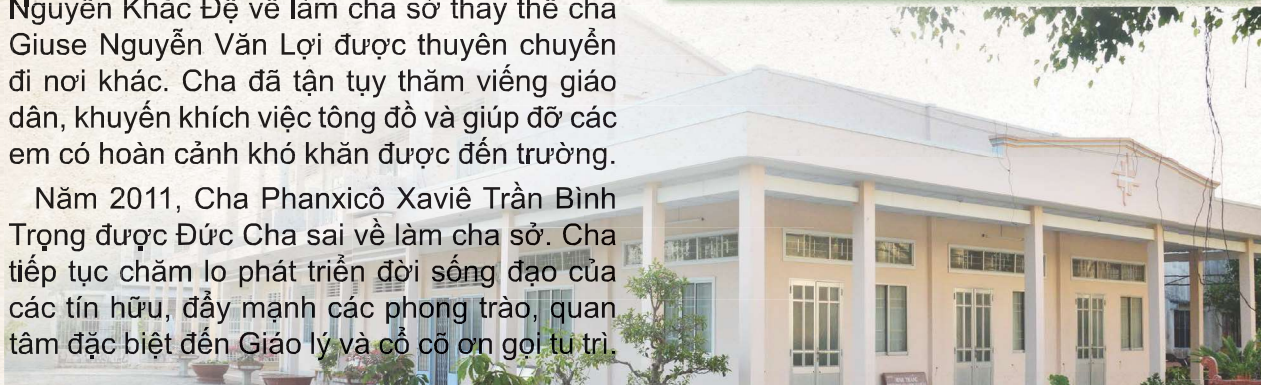 Nguyễn Khắc Đệ về làm cha sở thay thế cha
Giuse Nguyễn Văn Lợi được thuyên chuyển
đi nơi khác. Cha đã tận tụy thăm viếng giáo
dân, khuyến khích việc tông đồ và giúp đỡ các
em có hoàn cảnh khó khăn được đến trường.
Năm 2011, Cha Phanxicô Xaviê Trần Bình
Trọng được Đức Cha sai về làm cha sở. Cha
tiếp tục chăm lo phát triển đời sống đạo của
các tín hữu, đẩy mạnh các phong trào, quan
tâm đặc biệt đến Giáo lý và cổ cõ ơn gọi tu trì.